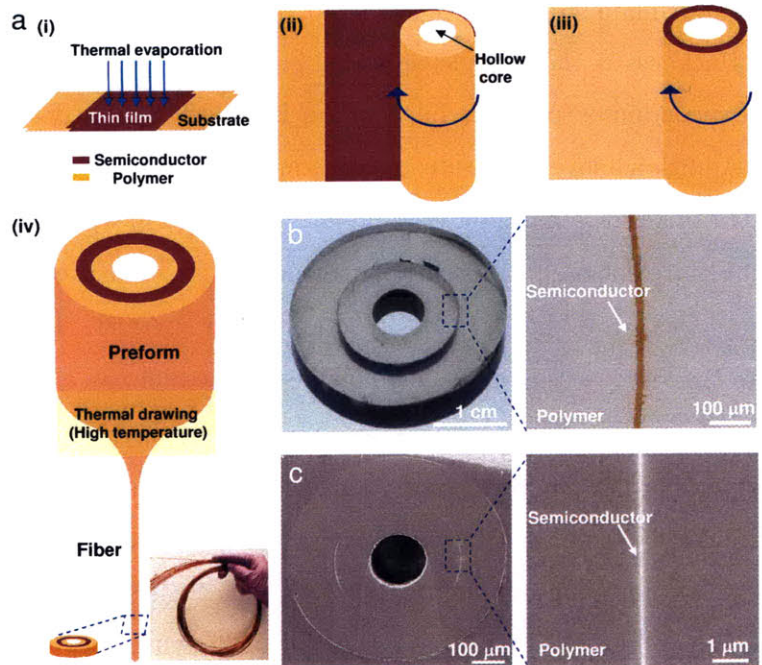 a (i)
Thermal evaporation
Thin film
Substrate
Semiconductor
Polymer
(ii)
Hollow
core
(iii)
(iv)
Preform
Thermal drawing
(High temperature)
Fiber
b
1 cm
Semiconductor
Polymer
100 μm
c
100 μm
Semiconductor
Polymer
1 μm